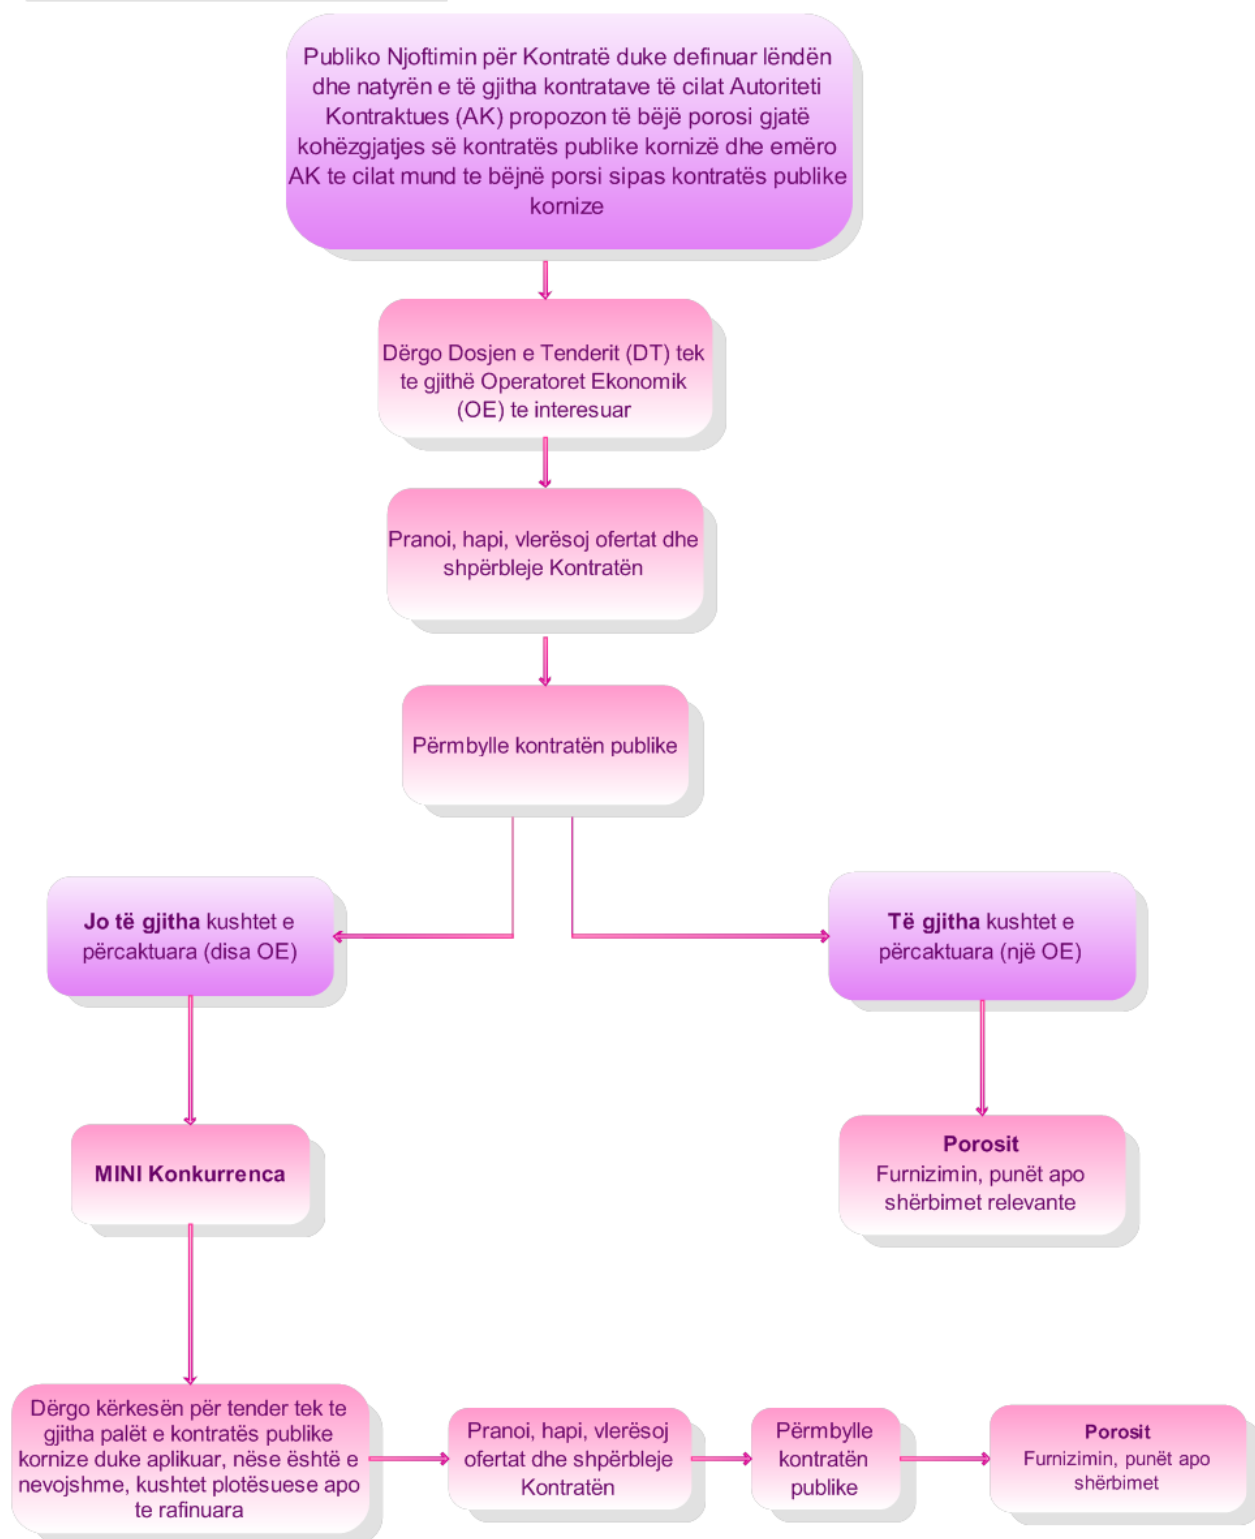 Publiko Njoftimin për Kontratë duke definuar lëndën
dhe natyrën e të gjitha kontratave të cilat Autoriteti
Kontraktues (AK) propozon të bëjë porosi gjatë
kohëzgjatjes së kontratës publike kornizë dhe emëro
AK te cilat mund te bëjnë porsi sipas kontratës publike
kornize
Dërgo Dosjen e Tenderit (DT) tek
te gjithë Operatoret Ekonomik
(OE) te interesuar
Pranoi, hapi, vlerësoj ofertat dhe
shpërbleje Kontratën
Përmbylle kontratën publike
Jo të gjitha kushtet e
përcaktuara (disa OE)
Të gjitha kushtet e
përcaktuara (një OE)
MINI Konkurrenca
Porosit
Furnizimin, punët apo
shërbimet relevante
Dërgo kërkesën për tender tek te
gjitha palët e kontratës publike
kornize duke aplikuar, nëse është e
nevojshme, kushtet plotësuese apo
te rafinuara
Pranoi, hapi, vlerësoj
ofertat dhe shpërbleje
Kontratën
Përmbylle
kontratën
publike
Porosit
Furnizimin, punët apo
shërbimet